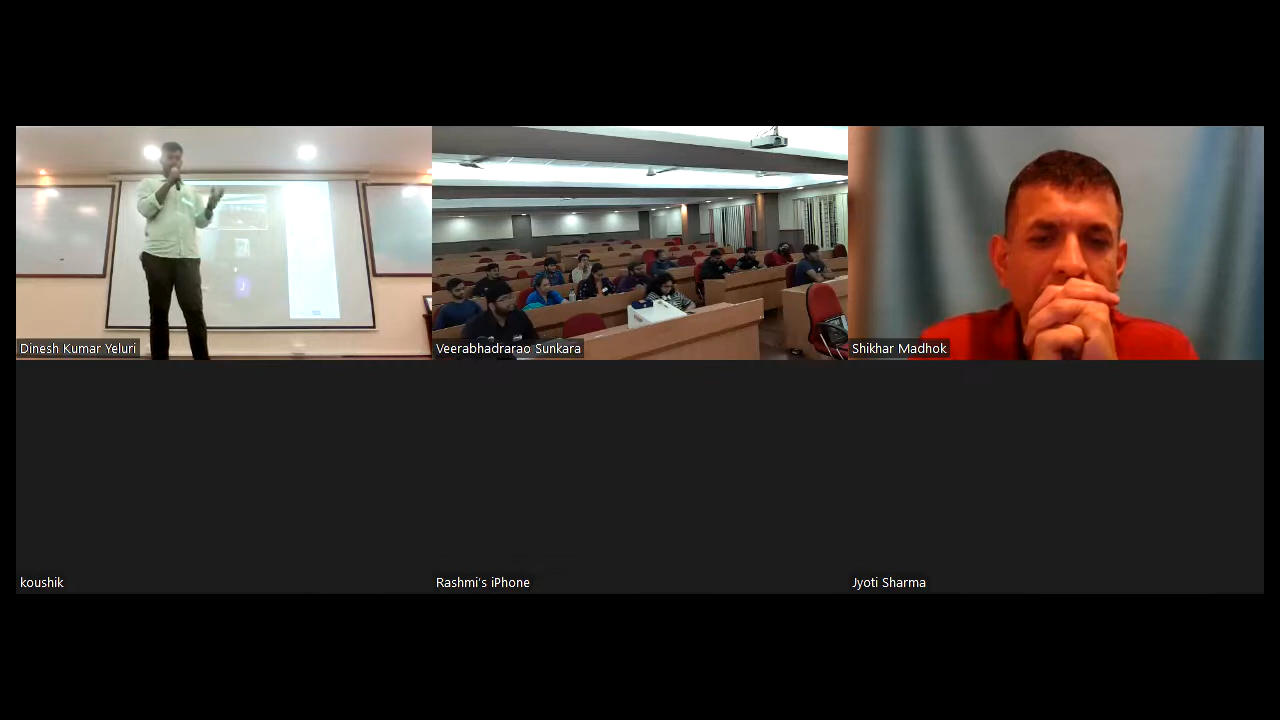 Dinesh Kumar Yeluri
Veerabhadrarao Sunkara
Shikhar Madhok
koushik
Rashmi's iPhone
Jyoti Sharma
J